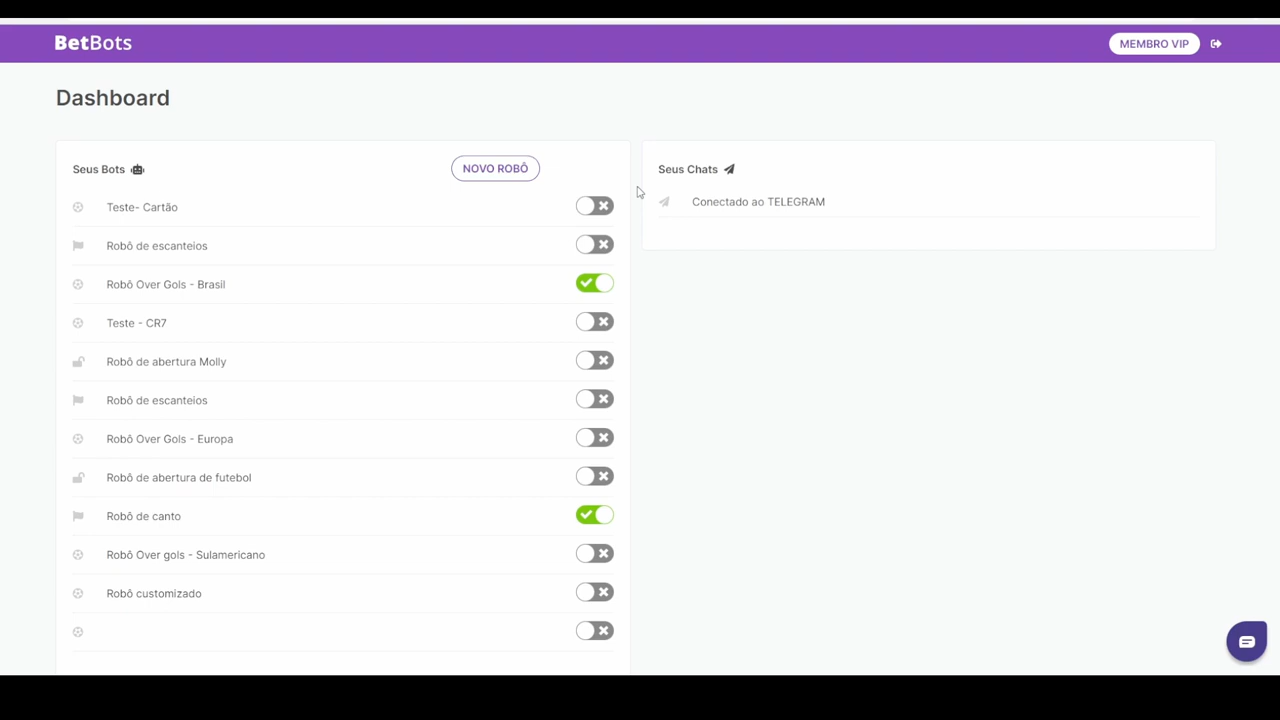 BetBots
MEMBRO VIP
Dashboard
Seus Bots
NOVO ROBÔ
Teste- Cartão
Robô de escanteios
Robô Over Gols - Brasil
Teste - CR7
Robô de abertura Molly
Robô de escanteios
Robô Over Gols - Europa
Robô de abertura de futebol
Robô de canto
Robô Over gols - Sulamericano
Robô customizado
Seus Chats
Conectado ao TELEGRAM